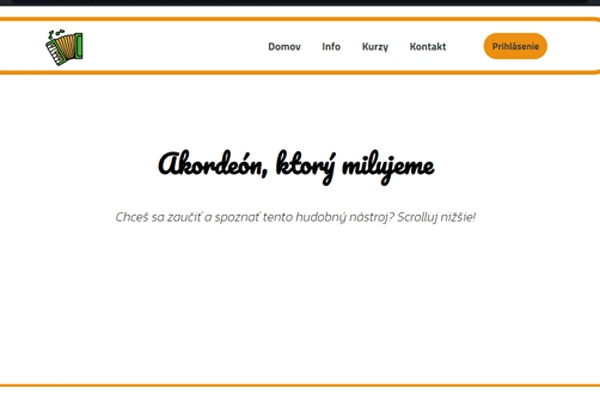 Domov Info Kurzy Kontakt Prihlásenie
Akordeón, ktorý milujeme
Chceš sa zaučiť a spoznať tento hudobný nástroj? Scrolluj nižšie!